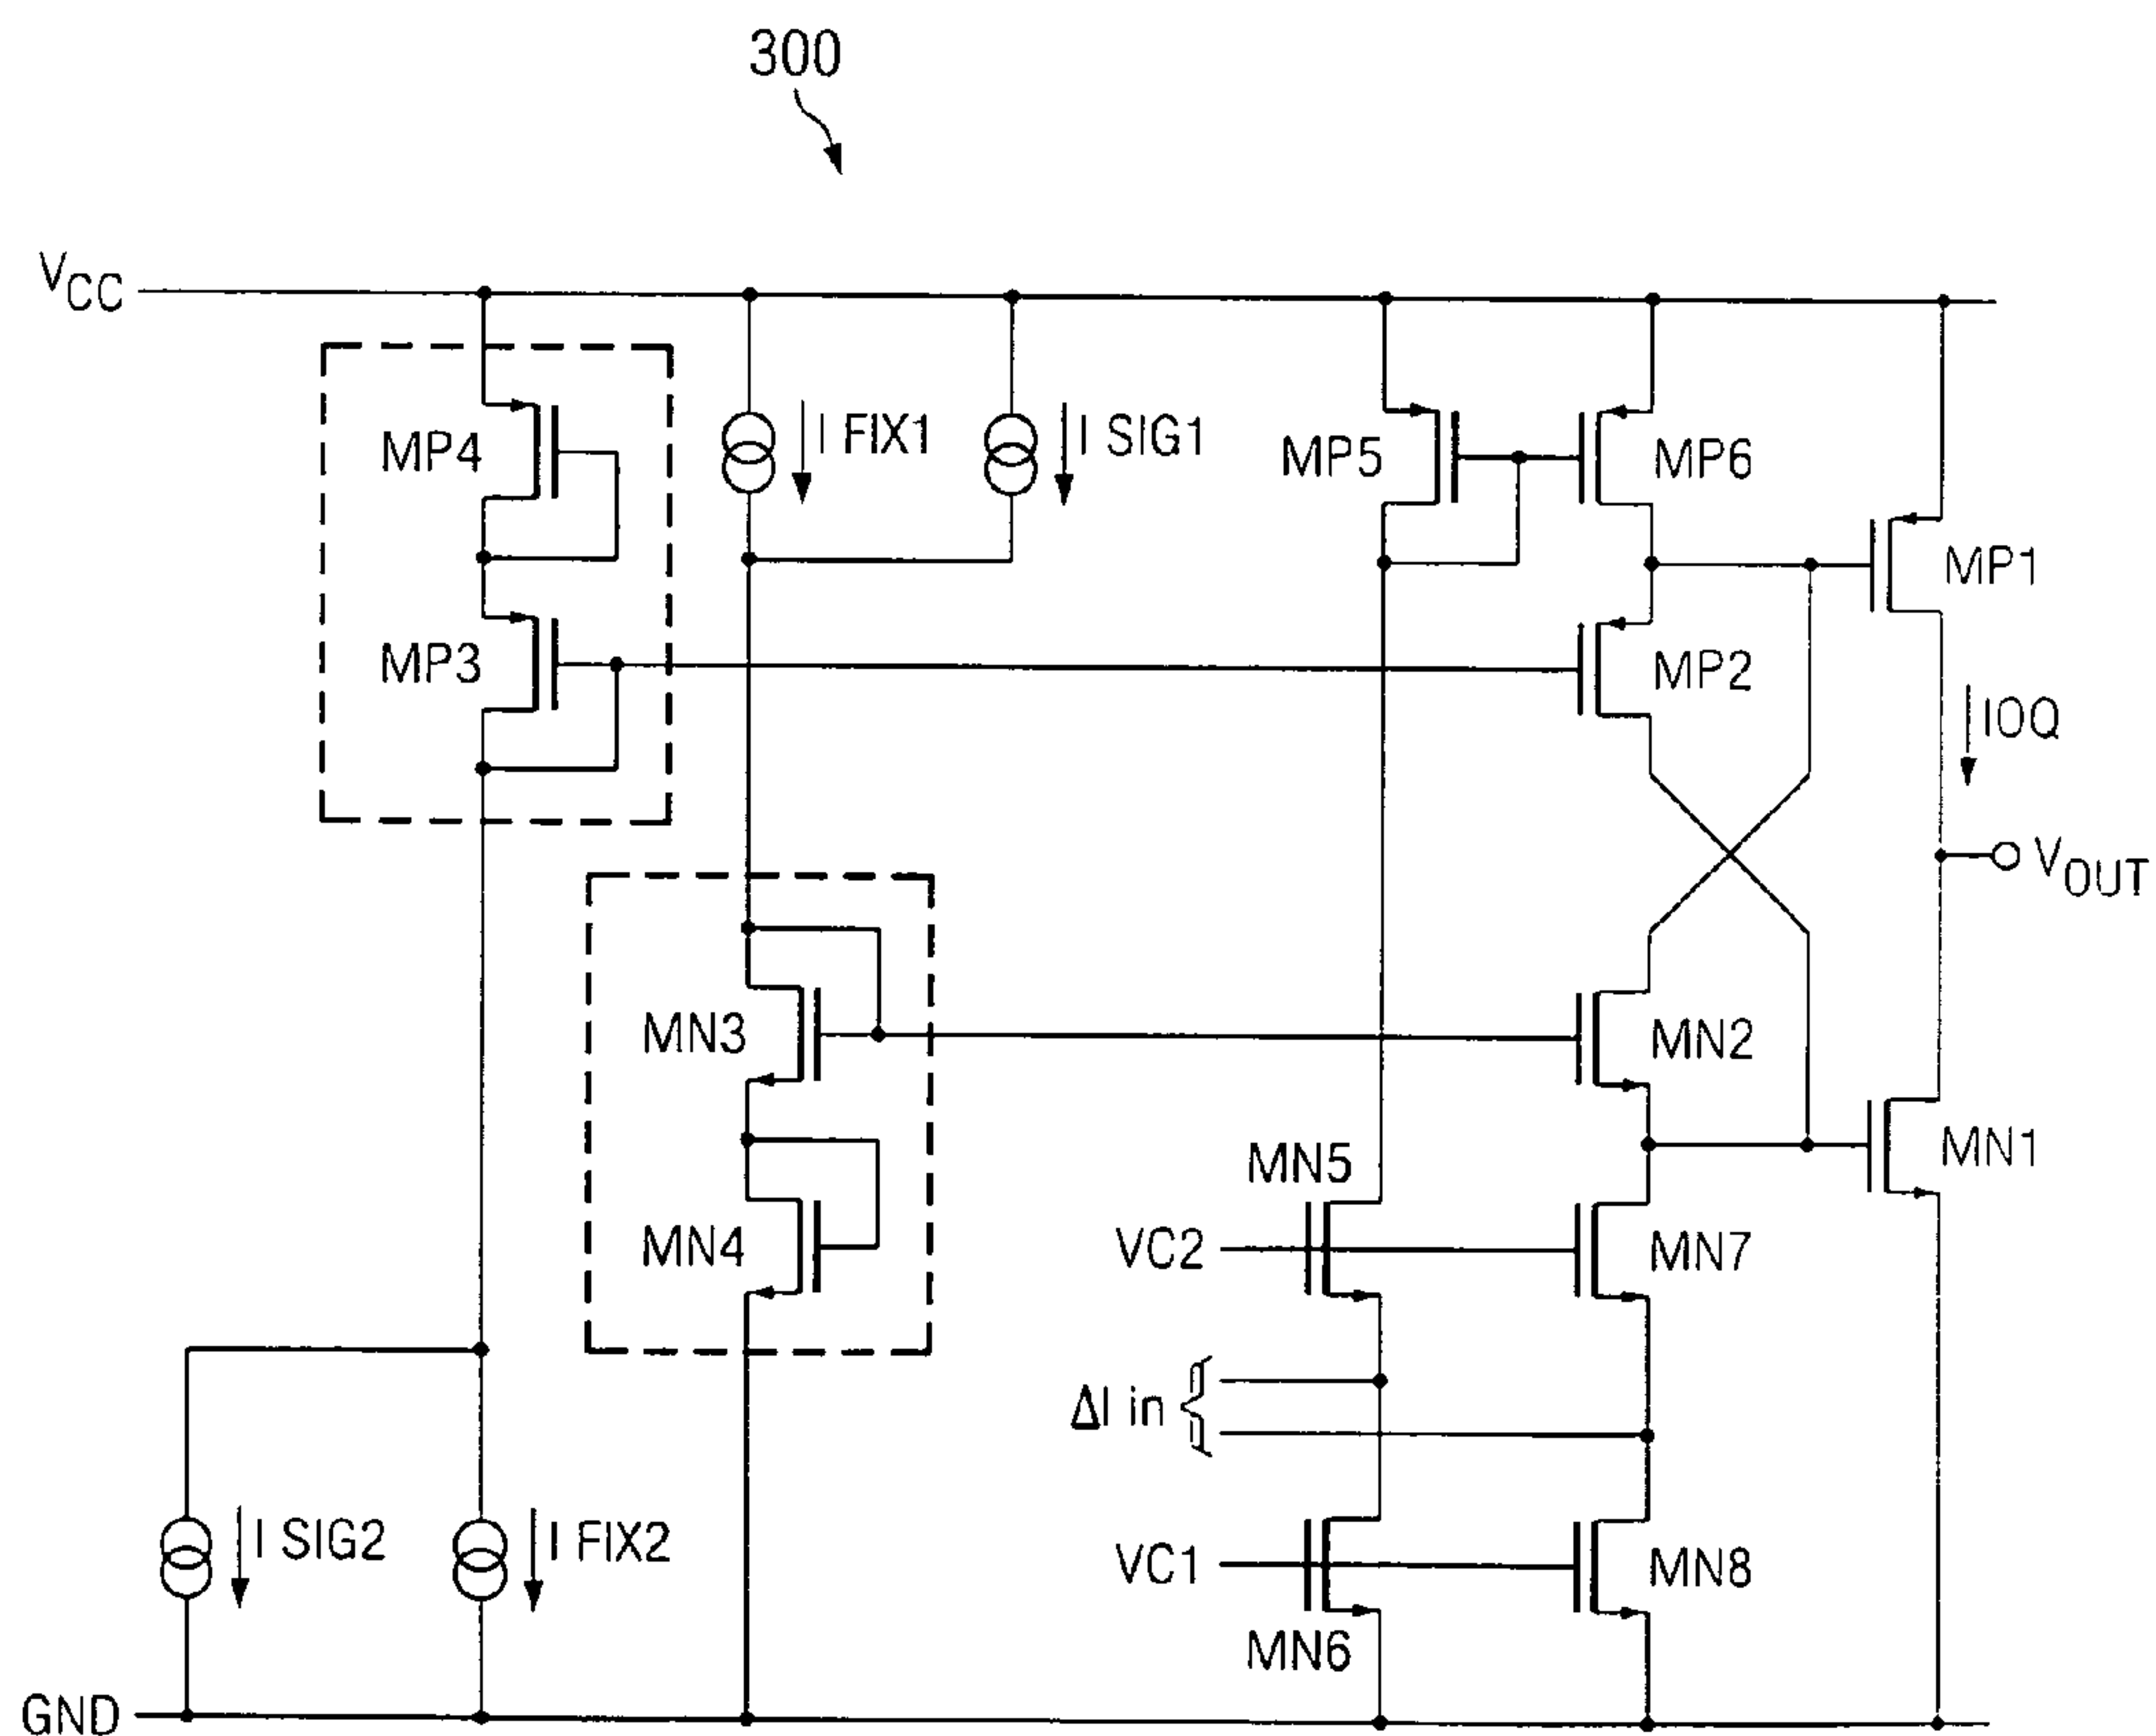 300
VCC
MP4
I FIX1
I SIG1
MP5
MP6
MP1
MP3
MP2
IOQ
VOUT
MN3
MN2
MN5
MN1
MN4
VC2
MN7
ΔI in
I SIG2
I FIX2
VC1
MN8
MN6
GND